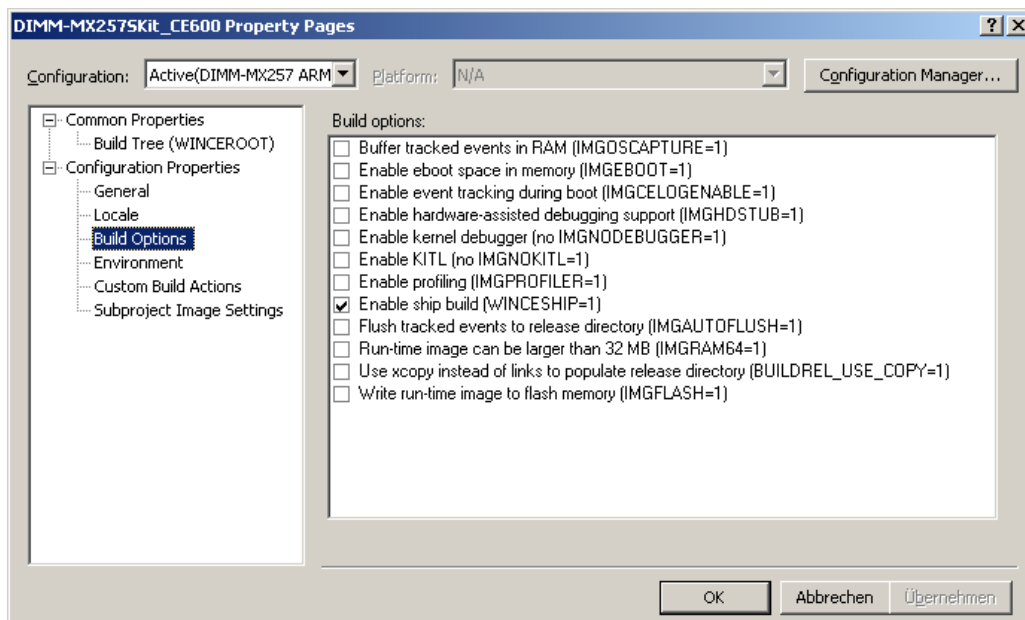 DIMM-MX257SKit_CE600 Property Pages
Configuration: Active(DIMM-MX257 ARM Platform: N/A Configuration Manager...
Common Properties
Build Tree (WINCEROOT)
Configuration Properties
General
Locale
Build Options
Environment
Custom Build Actions
Subproject Image Settings
Build options:
Buffer tracked events in RAM (IMGOSCAPTURE=1)
Enable eboot space in memory (IMGEBOOT=1)
Enable event tracking during boot (IMGCELOGENABLE=1)
Enable hardware-assisted debugging support (IMGHDSTUB=1)
Enable kernel debugger (no IMGNODEBUGGER=1)
Enable KITL (no IMGNOKITL=1)
Enable profiling (IMGPROFILER=1)
Enable ship build (WINCESHIP=1)
Flush tracked events to release directory (IMGAUTOFLUSH=1)
Run-time image can be larger than 32 MB (IMGRAM64=1)
Use xcopy instead of links to populate release directory (BUILDREL_USE_COPY=1)
Write run-time image to flash memory (IMGFLASH=1)
OK Abbrechen Übernehmen